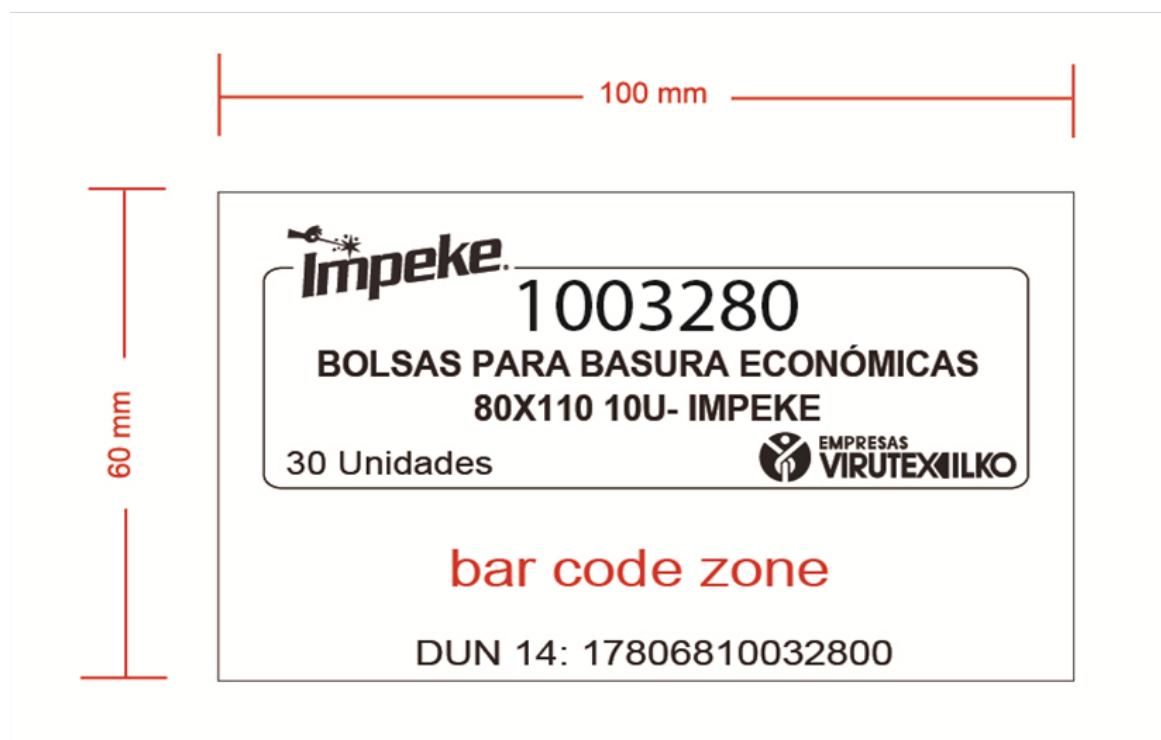 100 mm
60 mm
Impeke.
1003280
BOLSAS PARA BASURA ECONÓMICAS
80X110 10U- IMPEKE
30 Unidades
EMPRESAS
VIRUTEX ILKO
bar code zone
DUN 14: 17806810032800